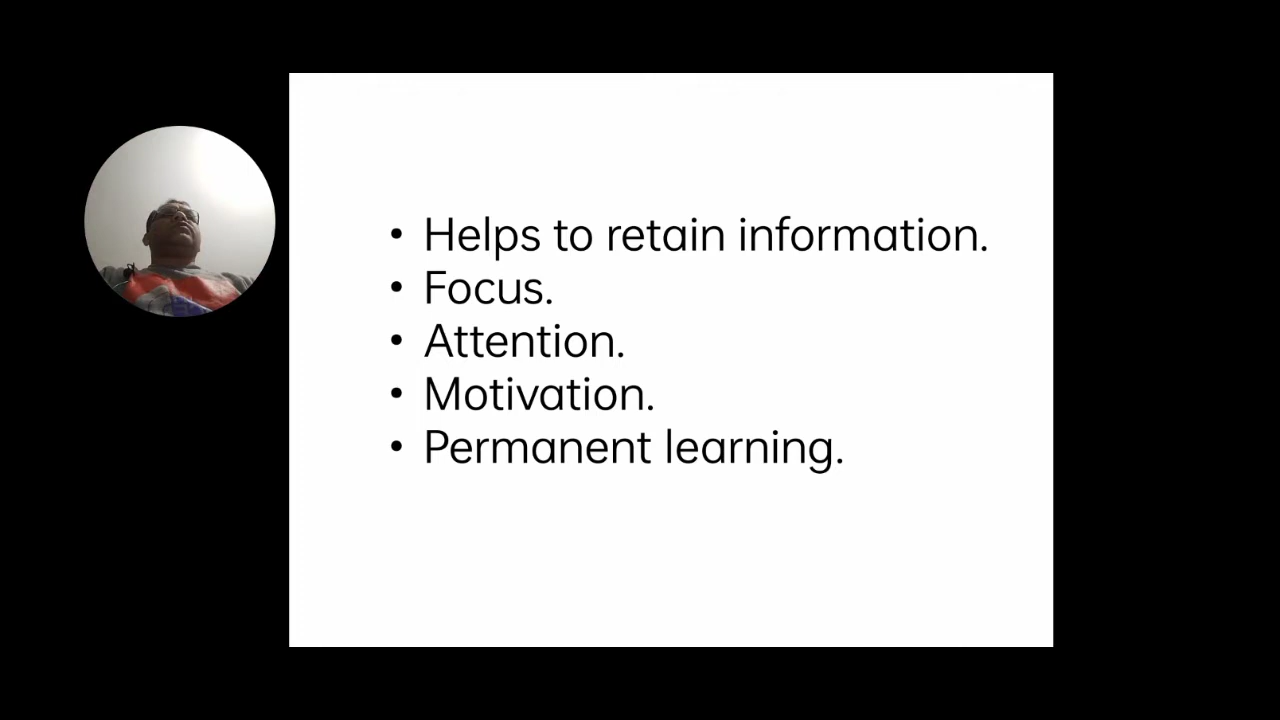 • Helps to retain information.
• Focus.
• Attention.
• Motivation.
• Permanent learning.